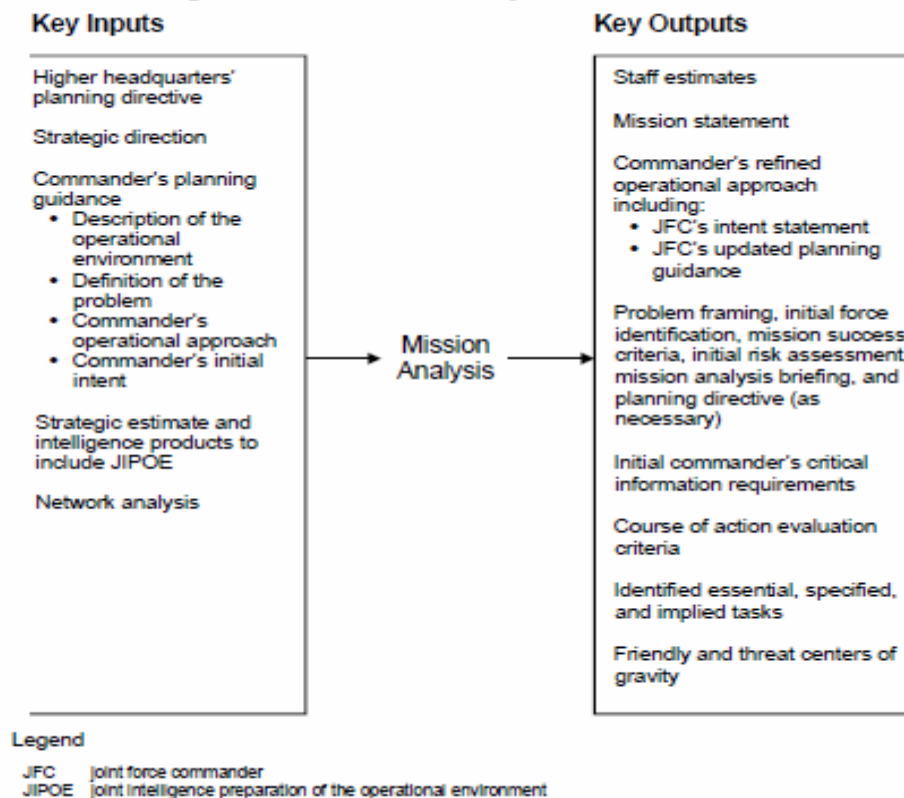 Key Inputs
Higher headquarters'
planning directive
Strategic direction
Commander's planning
guidance
• Description of the
operational
environment
• Definition of the
problem
• Commander's
operational approach
• Commander's initial
intent
Strategic estimate and
intelligence products to
include JIPOE
Network analysis
Mission
Analysis
Key Outputs
Staff estimates
Mission statement
Commander's refined
operational approach
including:
• JFC's intent statement
• JFC's updated planning
guidance
Problem framing, initial force
identification, mission success
criteria, initial risk assessment
mission analysis briefing, and
planning directive (as
necessary)
Initial commander's critical
information requirements
Course of action evaluation
criteria
Identified essential, specified,
and implied tasks
Friendly and threat centers of
gravity
Legend
JFC joint force commander
JIPOE joint intelligence preparation of the operational environment